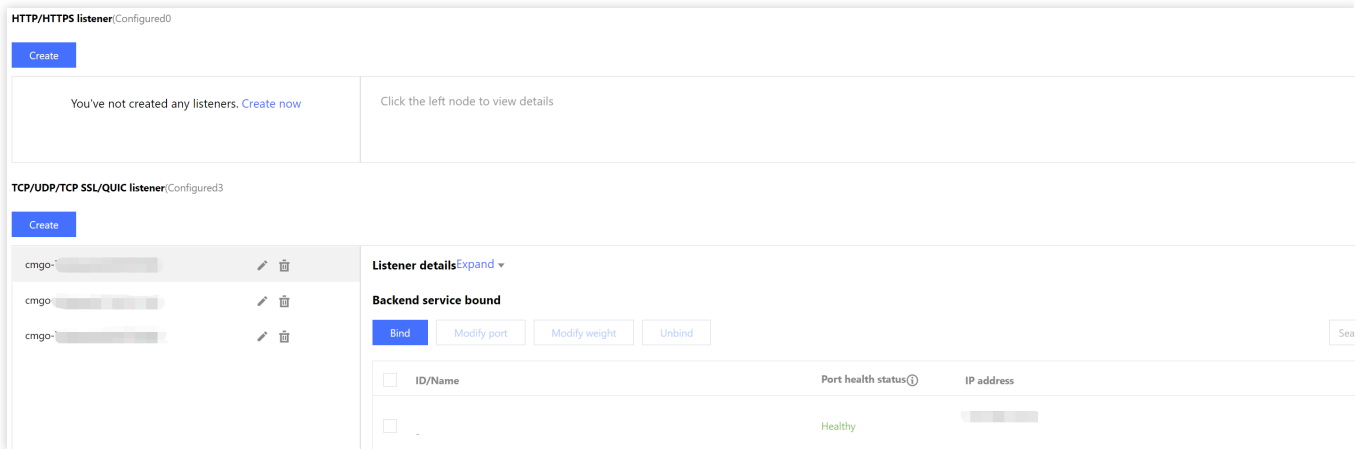 HTTP/HTTPS listener(Configured0
Create
You've not created any listeners. Create now
Click the left node to view details
TCP/UDP/TCP SSL/QUIC listener(Configured3
Create
cmgo-
cmgo-
cmgo-
Listener detailsExpand
Backend service bound
Bind Modify port Modify weight Unbind
Sea
ID/Name Port health status IP address
-
Healthy